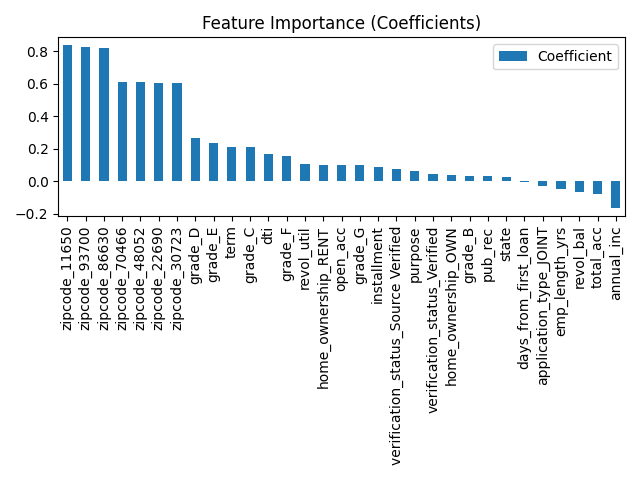 Feature Importance (Coefficients)
Coefficient
0.8
0.6
0.4
0.2
0.0
−0.2
zipcode_11650
zipcode_93700
zipcode_86630
zipcode_70466
zipcode_48052
zipcode_22690
zipcode_30723
grade_D
grade_E
term
grade_C
dti
grade_F
revol_util
home_ownership_RENT
open_acc
grade_G
installment
verification_status_Source Verified
purpose
verification_status_Verified
home_ownership_OWN
grade_B
pub_rec
state
days_from_first_loan
application_type_JOINT
emp_length_yrs
revol_bal
total_acc
annual_inc